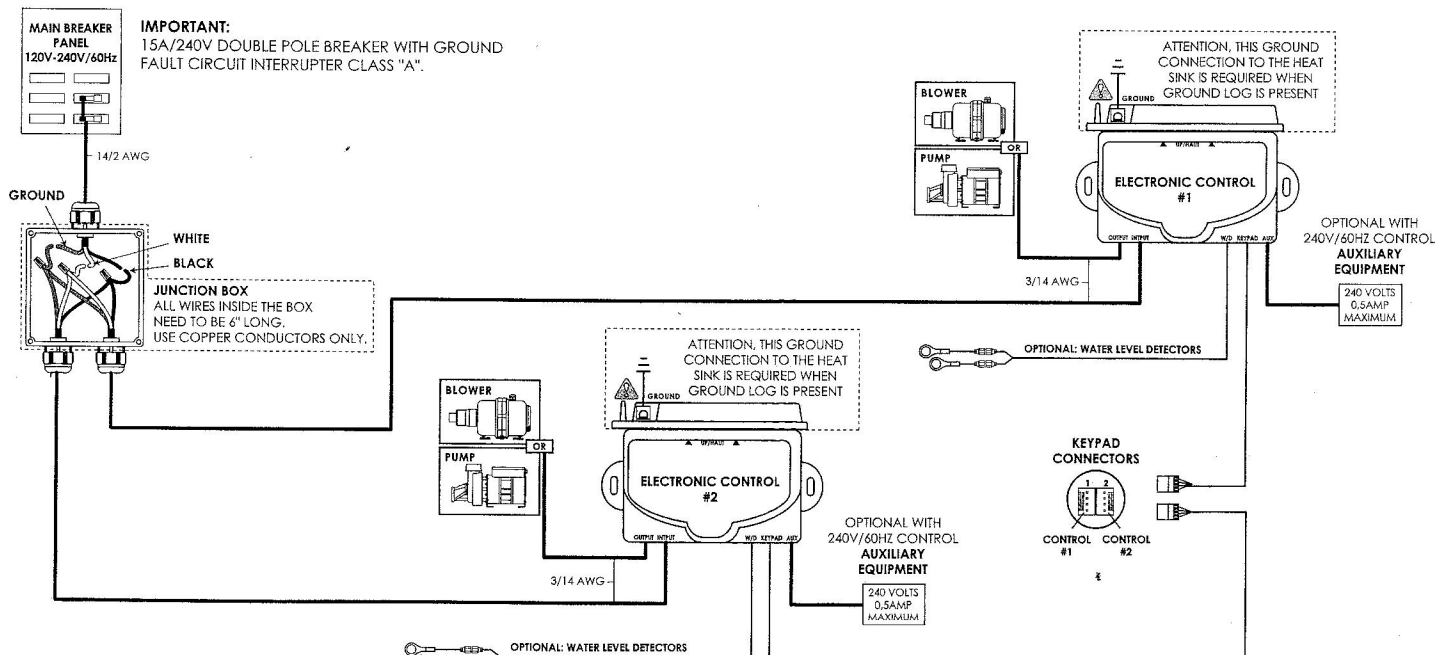 MAIN BREAKER
PANEL
120V-240V/60Hz
IMPORTANT:
15A/240V DOUBLE POLE BREAKER WITH GROUND
FAULT CIRCUIT INTERRUPTER CLASS "A".
14/2 AWG
GROUND
WHITE
BLACK
JUNCTION BOX
ALL WIRES INSIDE THE BOX
NEED TO BE 6" LONG.
USE COPPER CONDUCTORS ONLY.
BLOWER
OR
PUMP
ATTENTION, THIS GROUND
CONNECTION TO THE HEAT
SINK IS REQUIRED WHEN
GROUND LOG IS PRESENT
GROUND
UP/HAUT
ELECTRONIC CONTROL
#1
OUTPUT INTPUT
W/D KEYPAD AUX
3/14 AWG
OPTIONAL WITH
240V/60HZ CONTROL
AUXILIARY
EQUIPMENT
240 VOLTS
0,5AMP
MAXIMUM
OPTIONAL: WATER LEVEL DETECTORS
BLOWER
OR
PUMP
ATTENTION, THIS GROUND
CONNECTION TO THE HEAT
SINK IS REQUIRED WHEN
GROUND LOG IS PRESENT
GROUND
UP/HAUT
ELECTRONIC CONTROL
#2
OUTPUT INTPUT
W/D KEYPAD AUX
3/14 AWG
OPTIONAL WITH
240V/60HZ CONTROL
AUXILIARY
EQUIPMENT
240 VOLTS
0,5AMP
MAXIMUM
OPTIONAL: WATER LEVEL DETECTORS
KEYPAD
CONNECTORS
1 2
CONTROL
#1
CONTROL
#2